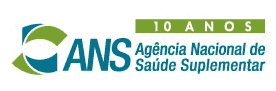 10 ANOS
ANS Agência Nacional de
Saúde Suplementar